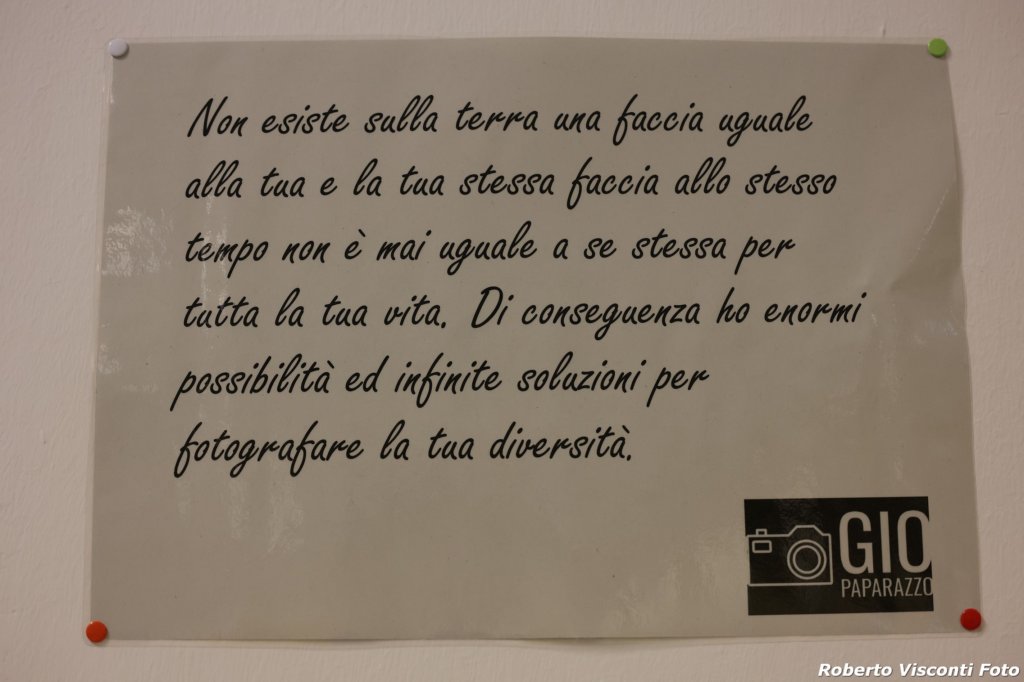 Non esiste sulla terra una faccia uguale
alla tua e la tua stessa faccia allo stesso
tempo non è mai uguale a se stessa per
tutta la tua vita. Di conseguenza ho enormi
possibilità ed infinite soluzioni per
fotografare la tua diversità.
GIO
PAPARAZZO
Roberto Visconti Foto